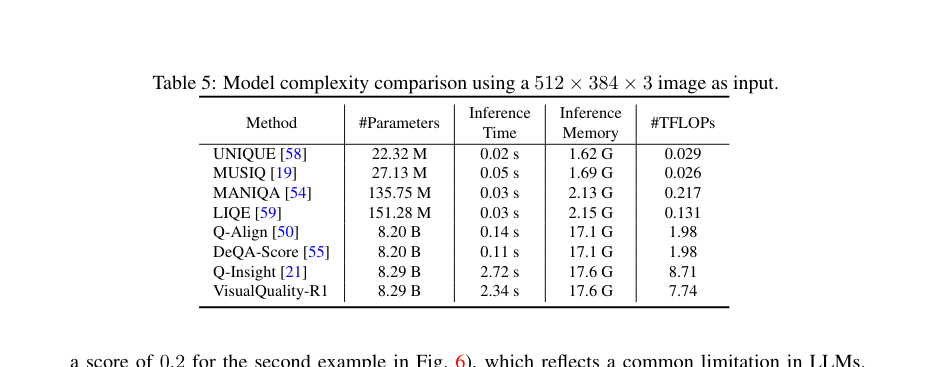 Table 5: Model complexity comparison using a 512 × 384 × 3 image as input.
Method #Parameters Inference Time Inference Memory #TFLOPs
UNIQUE [58] 22.32 M 0.02 s 1.62 G 0.029
MUSIQ [19] 27.13 M 0.05 s 1.69 G 0.026
MANIQA [54] 135.75 M 0.03 s 2.13 G 0.217
LIQE [59] 151.28 M 0.03 s 2.15 G 0.131
Q-Align [50] 8.20 B 0.14 s 17.1 G 1.98
DeQA-Score [55] 8.20 B 0.11 s 17.1 G 1.98
Q-Insight [21] 8.29 B 2.72 s 17.6 G 8.71
VisualQuality-R1 8.29 B 2.34 s 17.6 G 7.74
a score of 0.2 for the second example in Fig. 6), which reflects a common limitation in LLMs.